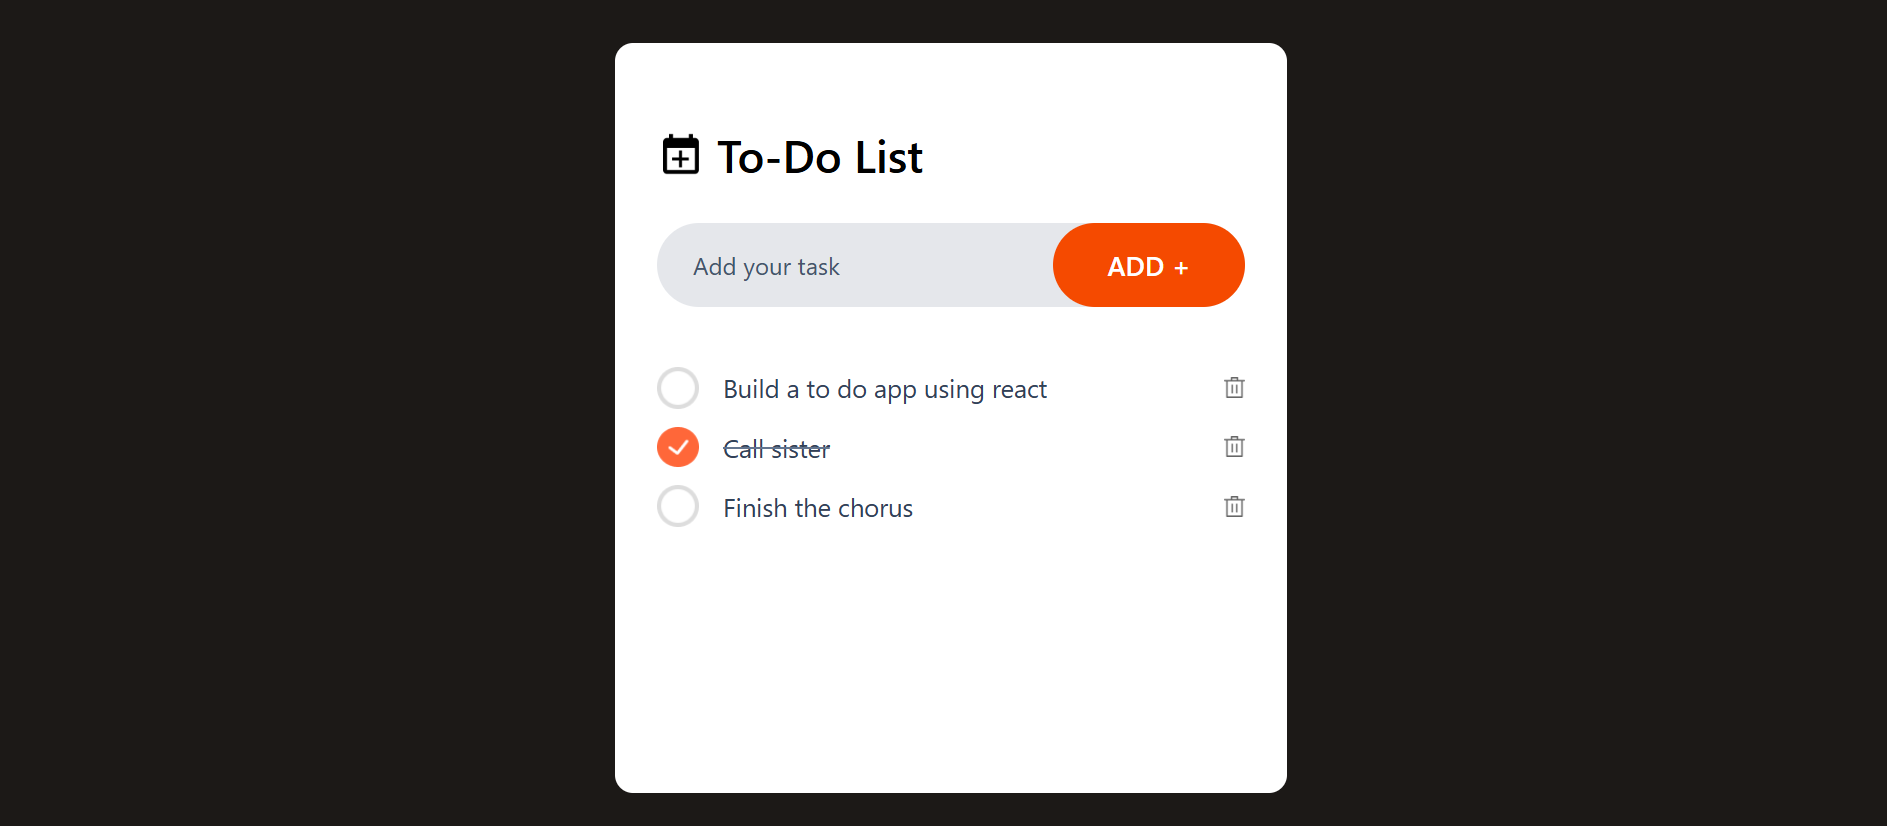 To-Do List
Add your task
ADD +
Build a to do app using react
Call sister
Finish the chorus